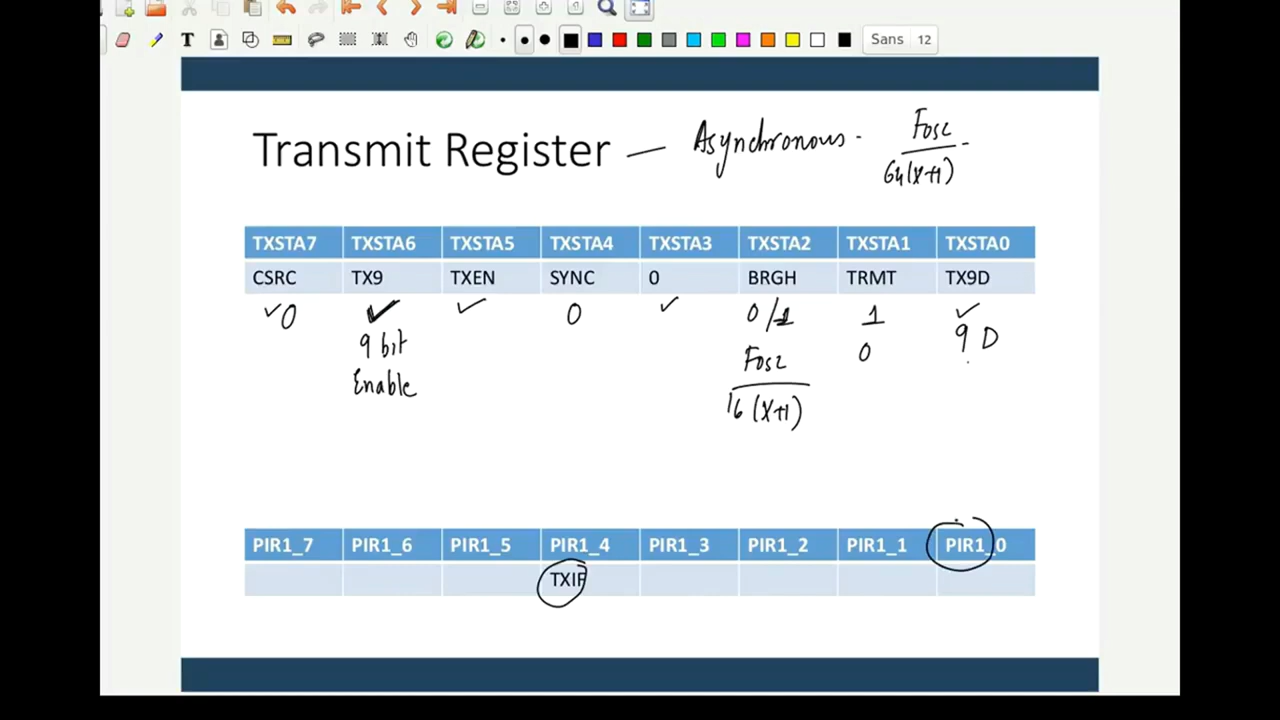 Sans 12
Transmit Register — Asynchronous. Fosc
64(X+1)
TXSTA7 TXSTA6 TXSTA5 TXSTA4 TXSTA3 TXSTA2 TXSTA1 TXSTA0
CSRC TX9 TXEN SYNC 0 BRGH TRMT TX9D
✓0 ✓ ✓ 0 ✓ 0/1 1 ✓
9 bit Fosc 0 9 D
Enable 16 (X+1)
PIR1_7 PIR1_6 PIR1_5 PIR1_4 PIR1_3 PIR1_2 PIR1_1 PIR1_0
TXIF